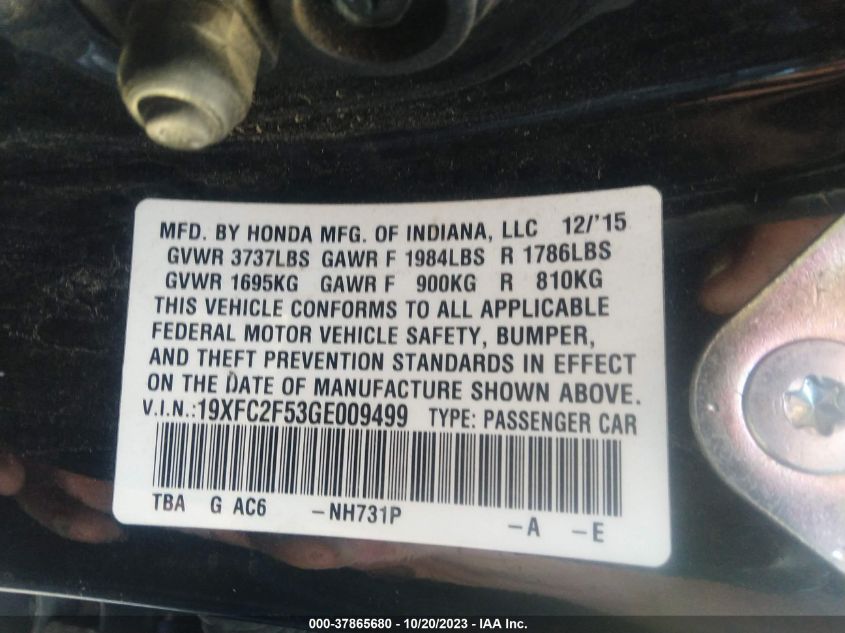 MFD. BY HONDA MFG. OF INDIANA, LLC 12/'15
GVWR 3737LBS GAWR F 1984LBS R 1786LBS
GVWR 1695KG GAWR F 900KG R 810KG
THIS VEHICLE CONFORMS TO ALL APPLICABLE
FEDERAL MOTOR VEHICLE SAFETY, BUMPER,
AND THEFT PREVENTION STANDARDS IN EFFECT
ON THE DATE OF MANUFACTURE SHOWN ABOVE.
V.I.N.:19XFC2F53GE009499 TYPE: PASSENGER CAR
TBA G AC6 -NH731P -A -E
000-37865680 - 10/20/2023 - IAA Inc.